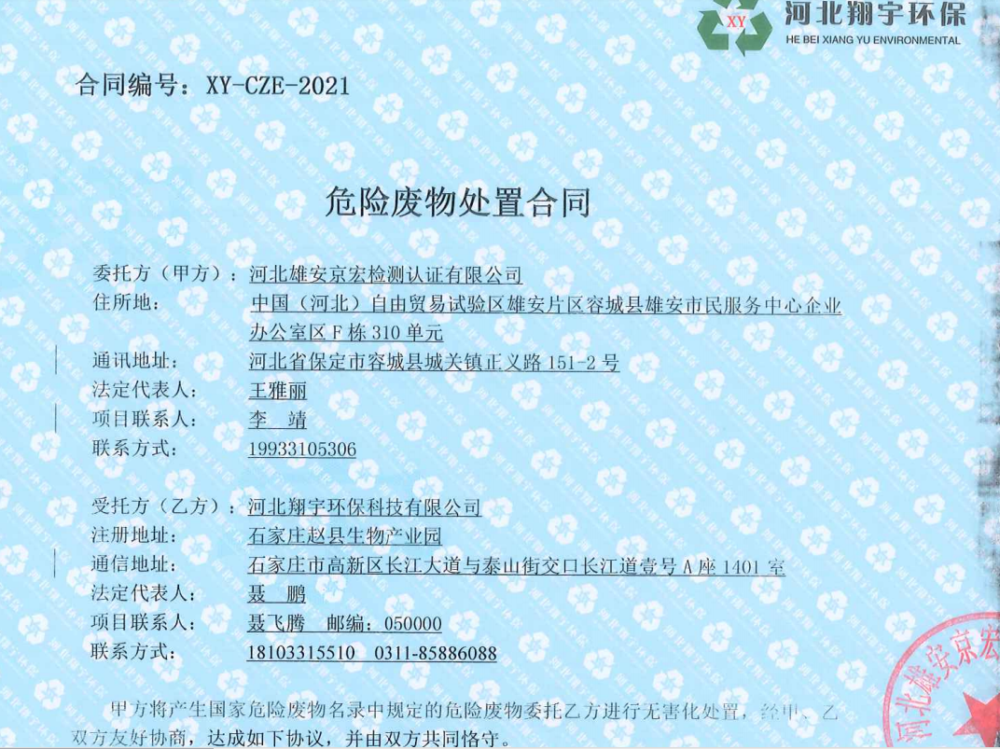 XY
河北翔宇环保
HE BEI XIANG YU ENVIRONMENTAL
合同编号：XY-CZE-2021
危险废物处置合同
委托方（甲方）：河北雄安京宏检测认证有限公司
住所地： 中国（河北）自由贸易试验区雄安片区容城县雄安市民服务中心企业
办公室区 F 栋 310 单元
通讯地址： 河北省保定市容城县城关镇正义路 151-2 号
法定代表人： 王雅丽
项目联系人： 李 靖
联系方式： 19933105306
受托方（乙方）：河北翔宇环保科技有限公司
注册地址： 石家庄赵县生物产业园
通信地址： 石家庄市高新区长江大道与泰山街交口长江道壹号 A 座 1401 室
法定代表人： 聂 鹏
项目联系人： 聂飞腾 邮编：050000
联系方式： 18103315510 0311-85886088
甲方将产生国家危险废物名录中规定的危险废物委托乙方进行无害化处置，经甲、乙
双方友好协商，达成如下协议，并由双方共同恪守。
河北雄安京宏